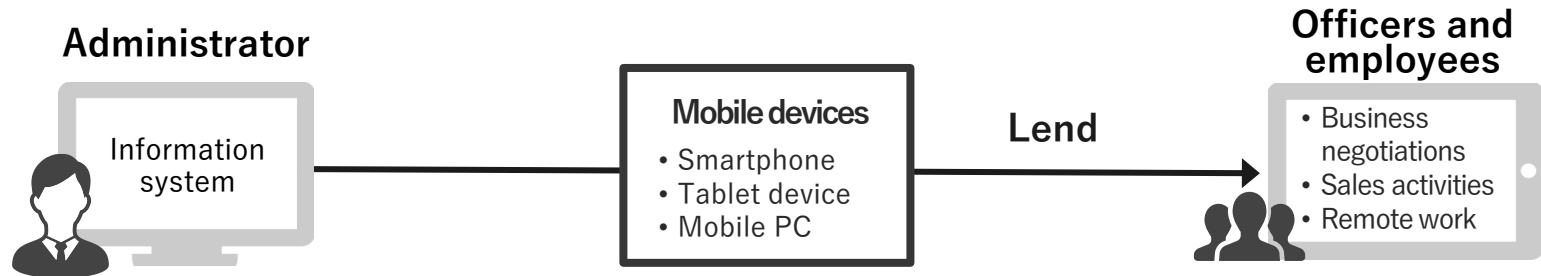 Administrator
Information
system
Mobile devices
• Smartphone
• Tablet device
• Mobile PC
Lend
Officers and
employees
• Business
negotiations
• Sales activities
• Remote work